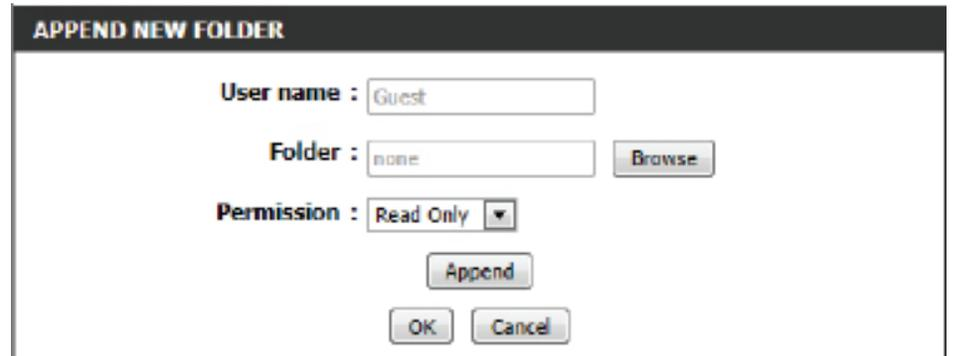 APPEND NEW FOLDER
User name : Guest
Folder : none Browse
Permission : Read Only
Append
OK Cancel